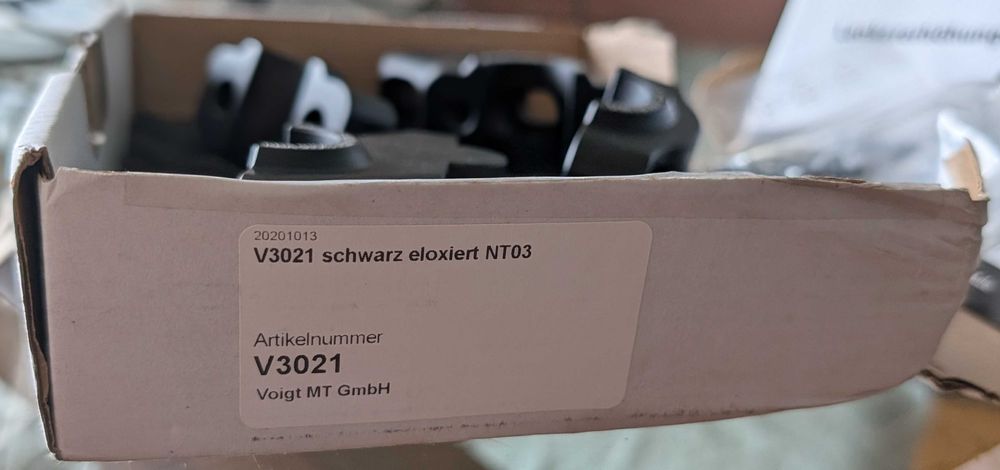 20201013
V3021 schwarz eloxiert NT03
Artikelnummer
V3021
Voigt MT GmbH